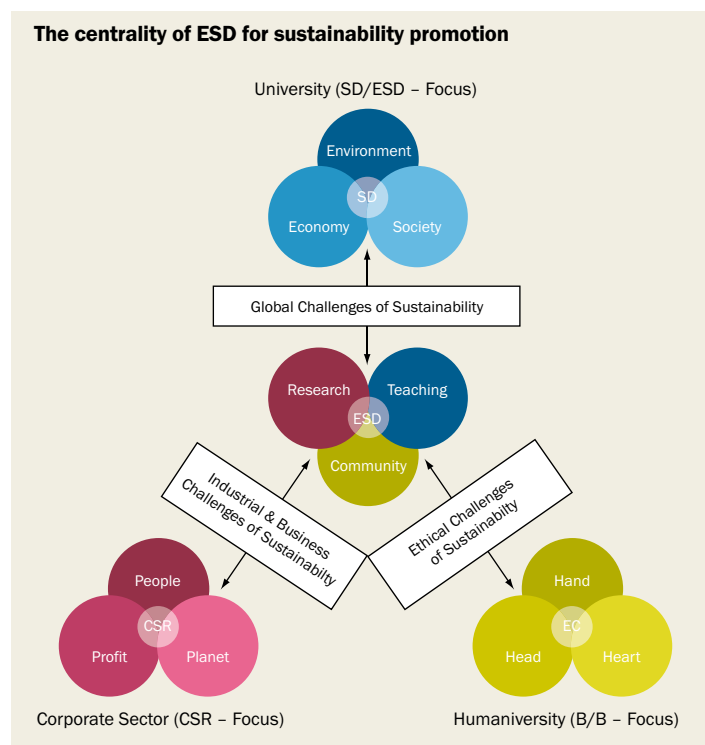 The centrality of ESD for sustainability promotion
University (SD/ESD – Focus)
Environment
SD
Economy
Society
Global Challenges of Sustainability
Research
Teaching
ESD
Community
Industrial & Business
Challenges of Sustainabilty
Ethical Challenges
of Sustainabilty
People
CSR
Profit
Planet
Hand
EC
Head
Heart
Corporate Sector (CSR – Focus)
Humaniversity (B/B – Focus)